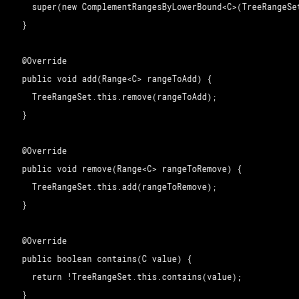 super(new ComplementRangesByLowerBound<C>(TreeRangeSet
}
@Override
public void add(Range<C> rangeToAdd) {
TreeRangeSet.this.remove(rangeToAdd);
}
@Override
public void remove(Range<C> rangeToRemove) {
TreeRangeSet.this.add(rangeToRemove);
}
@Override
public boolean contains(C value) {
return !TreeRangeSet.this.contains(value);
}